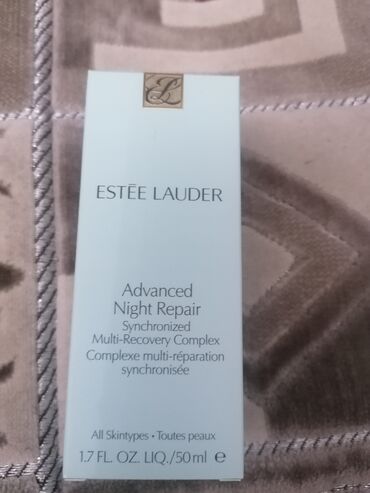 ESTĒE LAUDER
Advanced
Night Repair
Synchronized
Multi-Recovery Complex
Complexe multi-réparation
synchronisée
All Skintypes • Toutes peaux
1.7 FL. OZ. LIQ./50 ml ℮